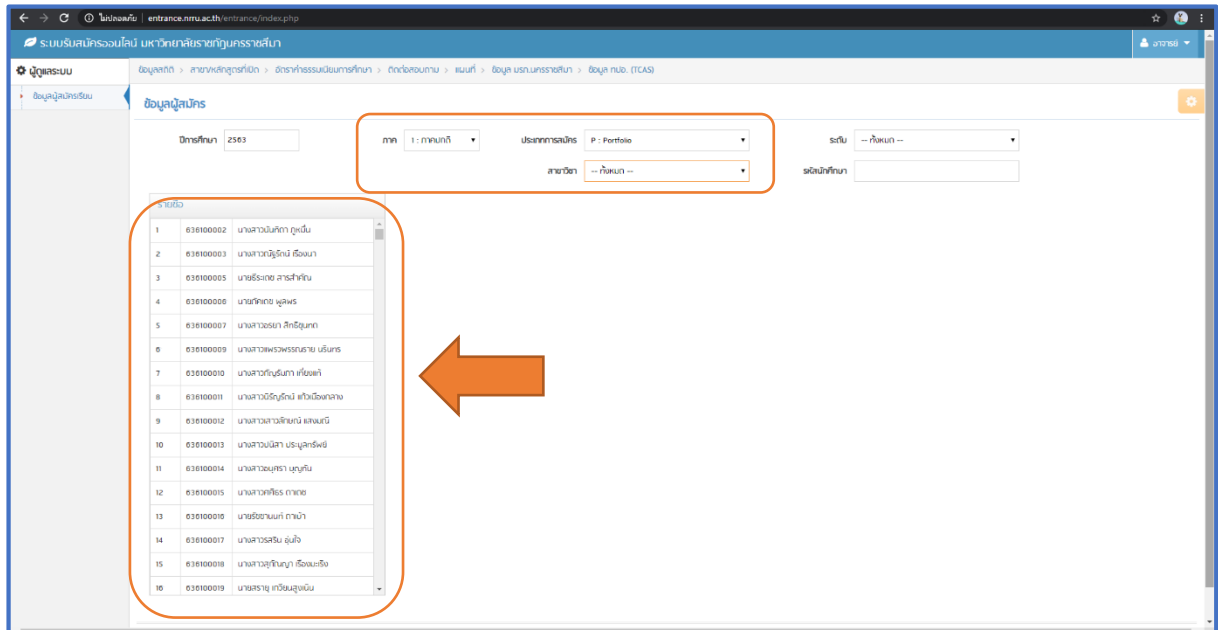 ไม่ปลอดภัย | entrance.nrru.ac.th/entrance/index.php
ระบบรับสมัครออนไลน์ มหาวิทยาลัยราชภัฏนครราชสีมา
อาจารย์
ผู้ดูแลระบบ
ข้อมูลสถิติ > สาขา/หลักสูตรที่เปิด > อัตราค่าธรรมเนียมการศึกษา > ติดต่อสอบถาม > แผนที่ > ข้อมูล มรภ.นครราชสีมา > ข้อมูล ทปอ. (TCAS)
ข้อมูลผู้สมัครเรียน
ข้อมูลผู้สมัคร
ปีการศึกษา 2563 ภาค 1 : ภาคปกติ ประเภทการสมัคร P : Portfolio ระดับ -- ทั้งหมด --
สาขาวิชา -- ทั้งหมด -- รหัสนักศึกษา
รายชื่อ
1 636100002 นางสาวนันทิดา ภูหมื่น
2 636100003 นางสาวณัฐรัตน์ เรืองนา
3 636100005 นายธีระเดช สารสำคัญ
4 636100006 นายภัคเดช พูลพร
5 636100007 นางสาวอรยา สิทธิขุนทด
6 636100009 นางสาวแพรวพรรณราย นรินทร
7 636100010 นางสาวกัญรันภา เที่ยงแท้
8 636100011 นางสาวนิรัญรัตน์ แก้วเมืองกลาง
9 636100012 นางสาวเสาวลักษณ์ แสงมณี
10 636100013 นางสาวปนิสา ประมูลทรัพย์
11 636100014 นางสาวอนุศรา บุญทัน
12 636100015 นางสาวศศิธร ดาเดช
13 636100016 นายรัชชานนท์ ถาเป้า
14 636100017 นางสาวรสริน อุ่นใจ
15 636100018 นางสาวสุกัญญา เรืองมะเริง
16 636100019 นายสรายุ เกวียนสูงเนิน